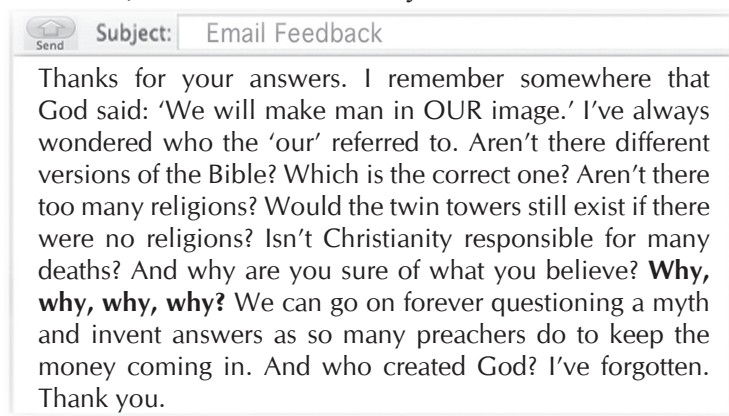 Send Subject: Email Feedback
Thanks for your answers. I remember somewhere that
God said: ‘We will make man in OUR image.’ I’ve always
wondered who the ‘our’ referred to. Aren’t there different
versions of the Bible? Which is the correct one? Aren’t there
too many religions? Would the twin towers still exist if there
were no religions? Isn’t Christianity responsible for many
deaths? And why are you sure of what you believe? Why,
why, why, why? We can go on forever questioning a myth
and invent answers as so many preachers do to keep the
money coming in. And who created God? I’ve forgotten.
Thank you.